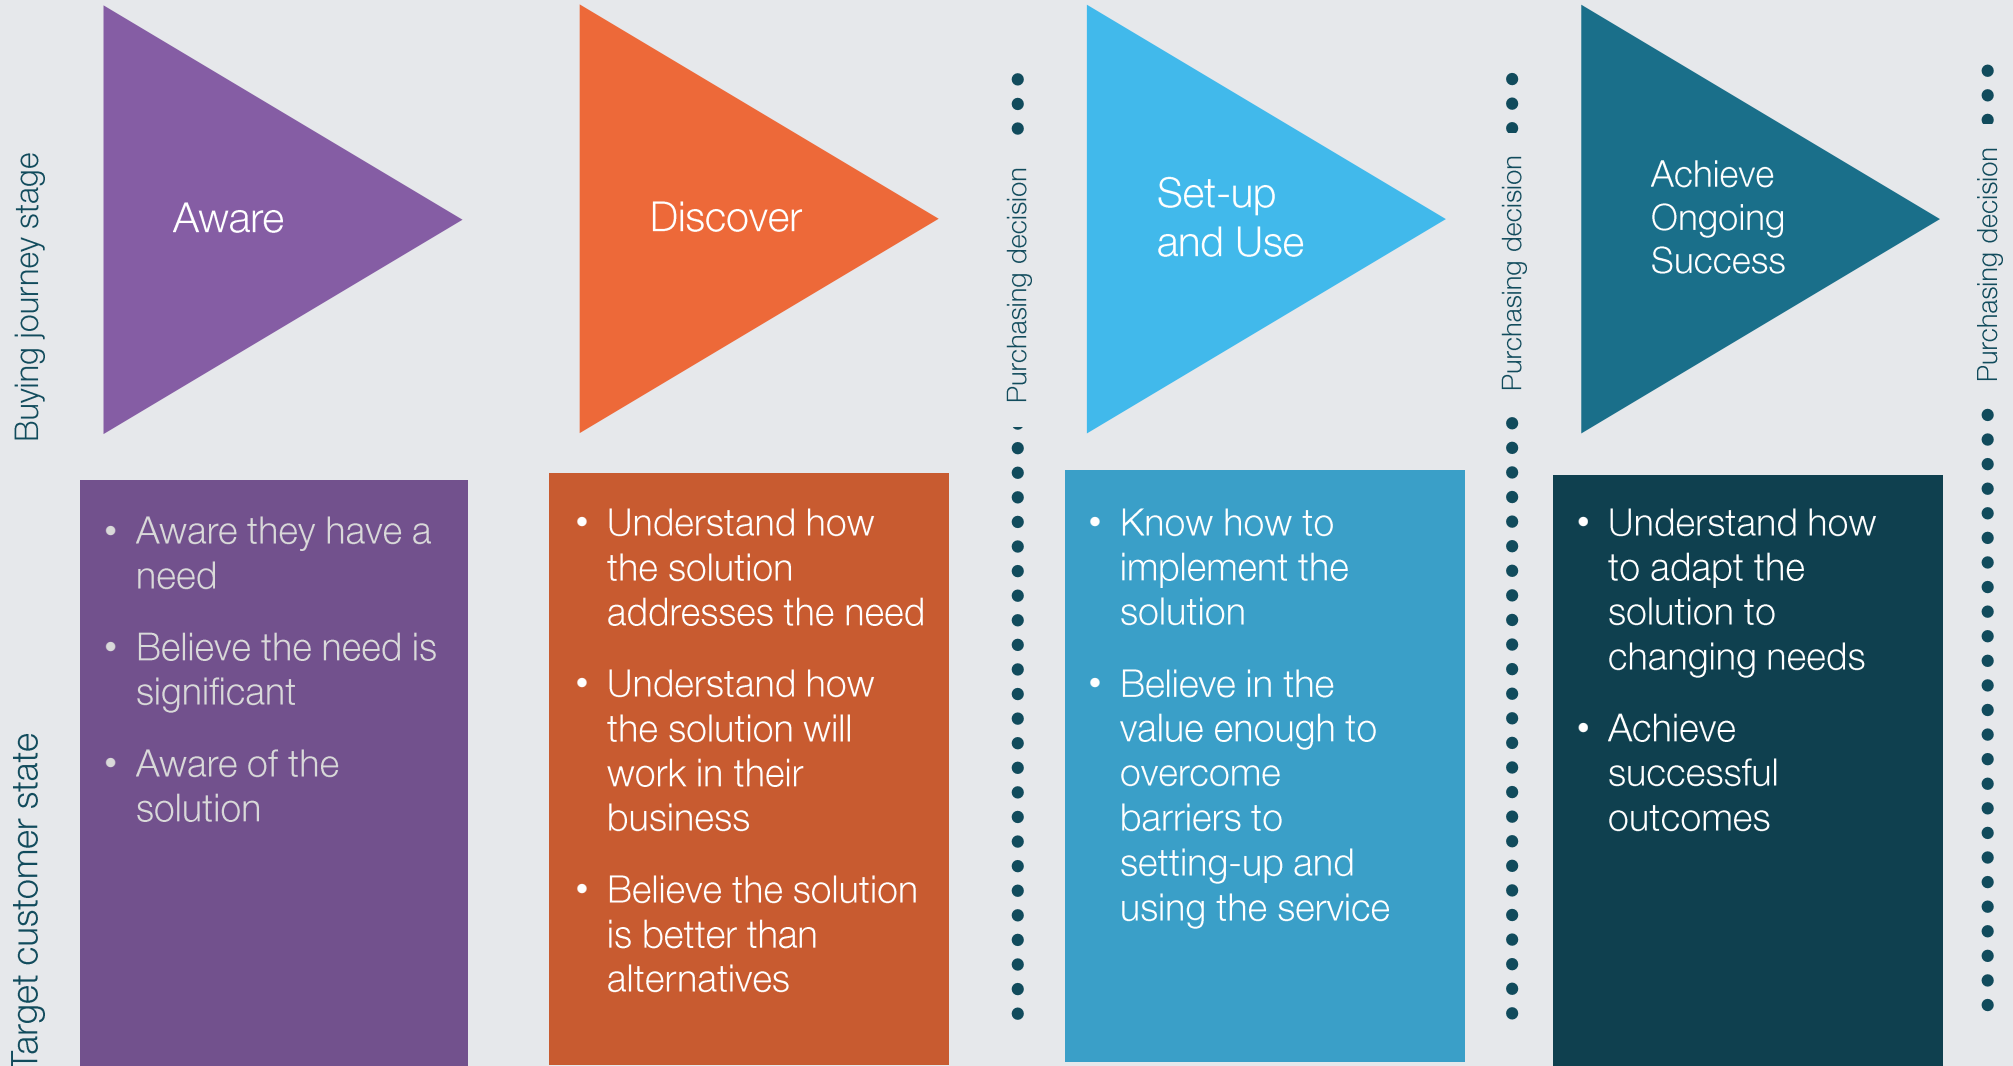 Buying journey stage
Aware
Discover
Purchasing decision
Set-up
and Use
Purchasing decision
Achieve
Ongoing
Success
Purchasing decision
Target customer state
• Aware they have a
need
• Believe the need is
significant
• Aware of the
solution
• Understand how
the solution
addresses the need
• Understand how
the solution will
work in their
business
• Believe the solution
is better than
alternatives
• Know how to
implement the
solution
• Believe in the
value enough to
overcome
barriers to
setting-up and
using the service
• Understand how
to adapt the
solution to
changing needs
• Achieve
successful
outcomes